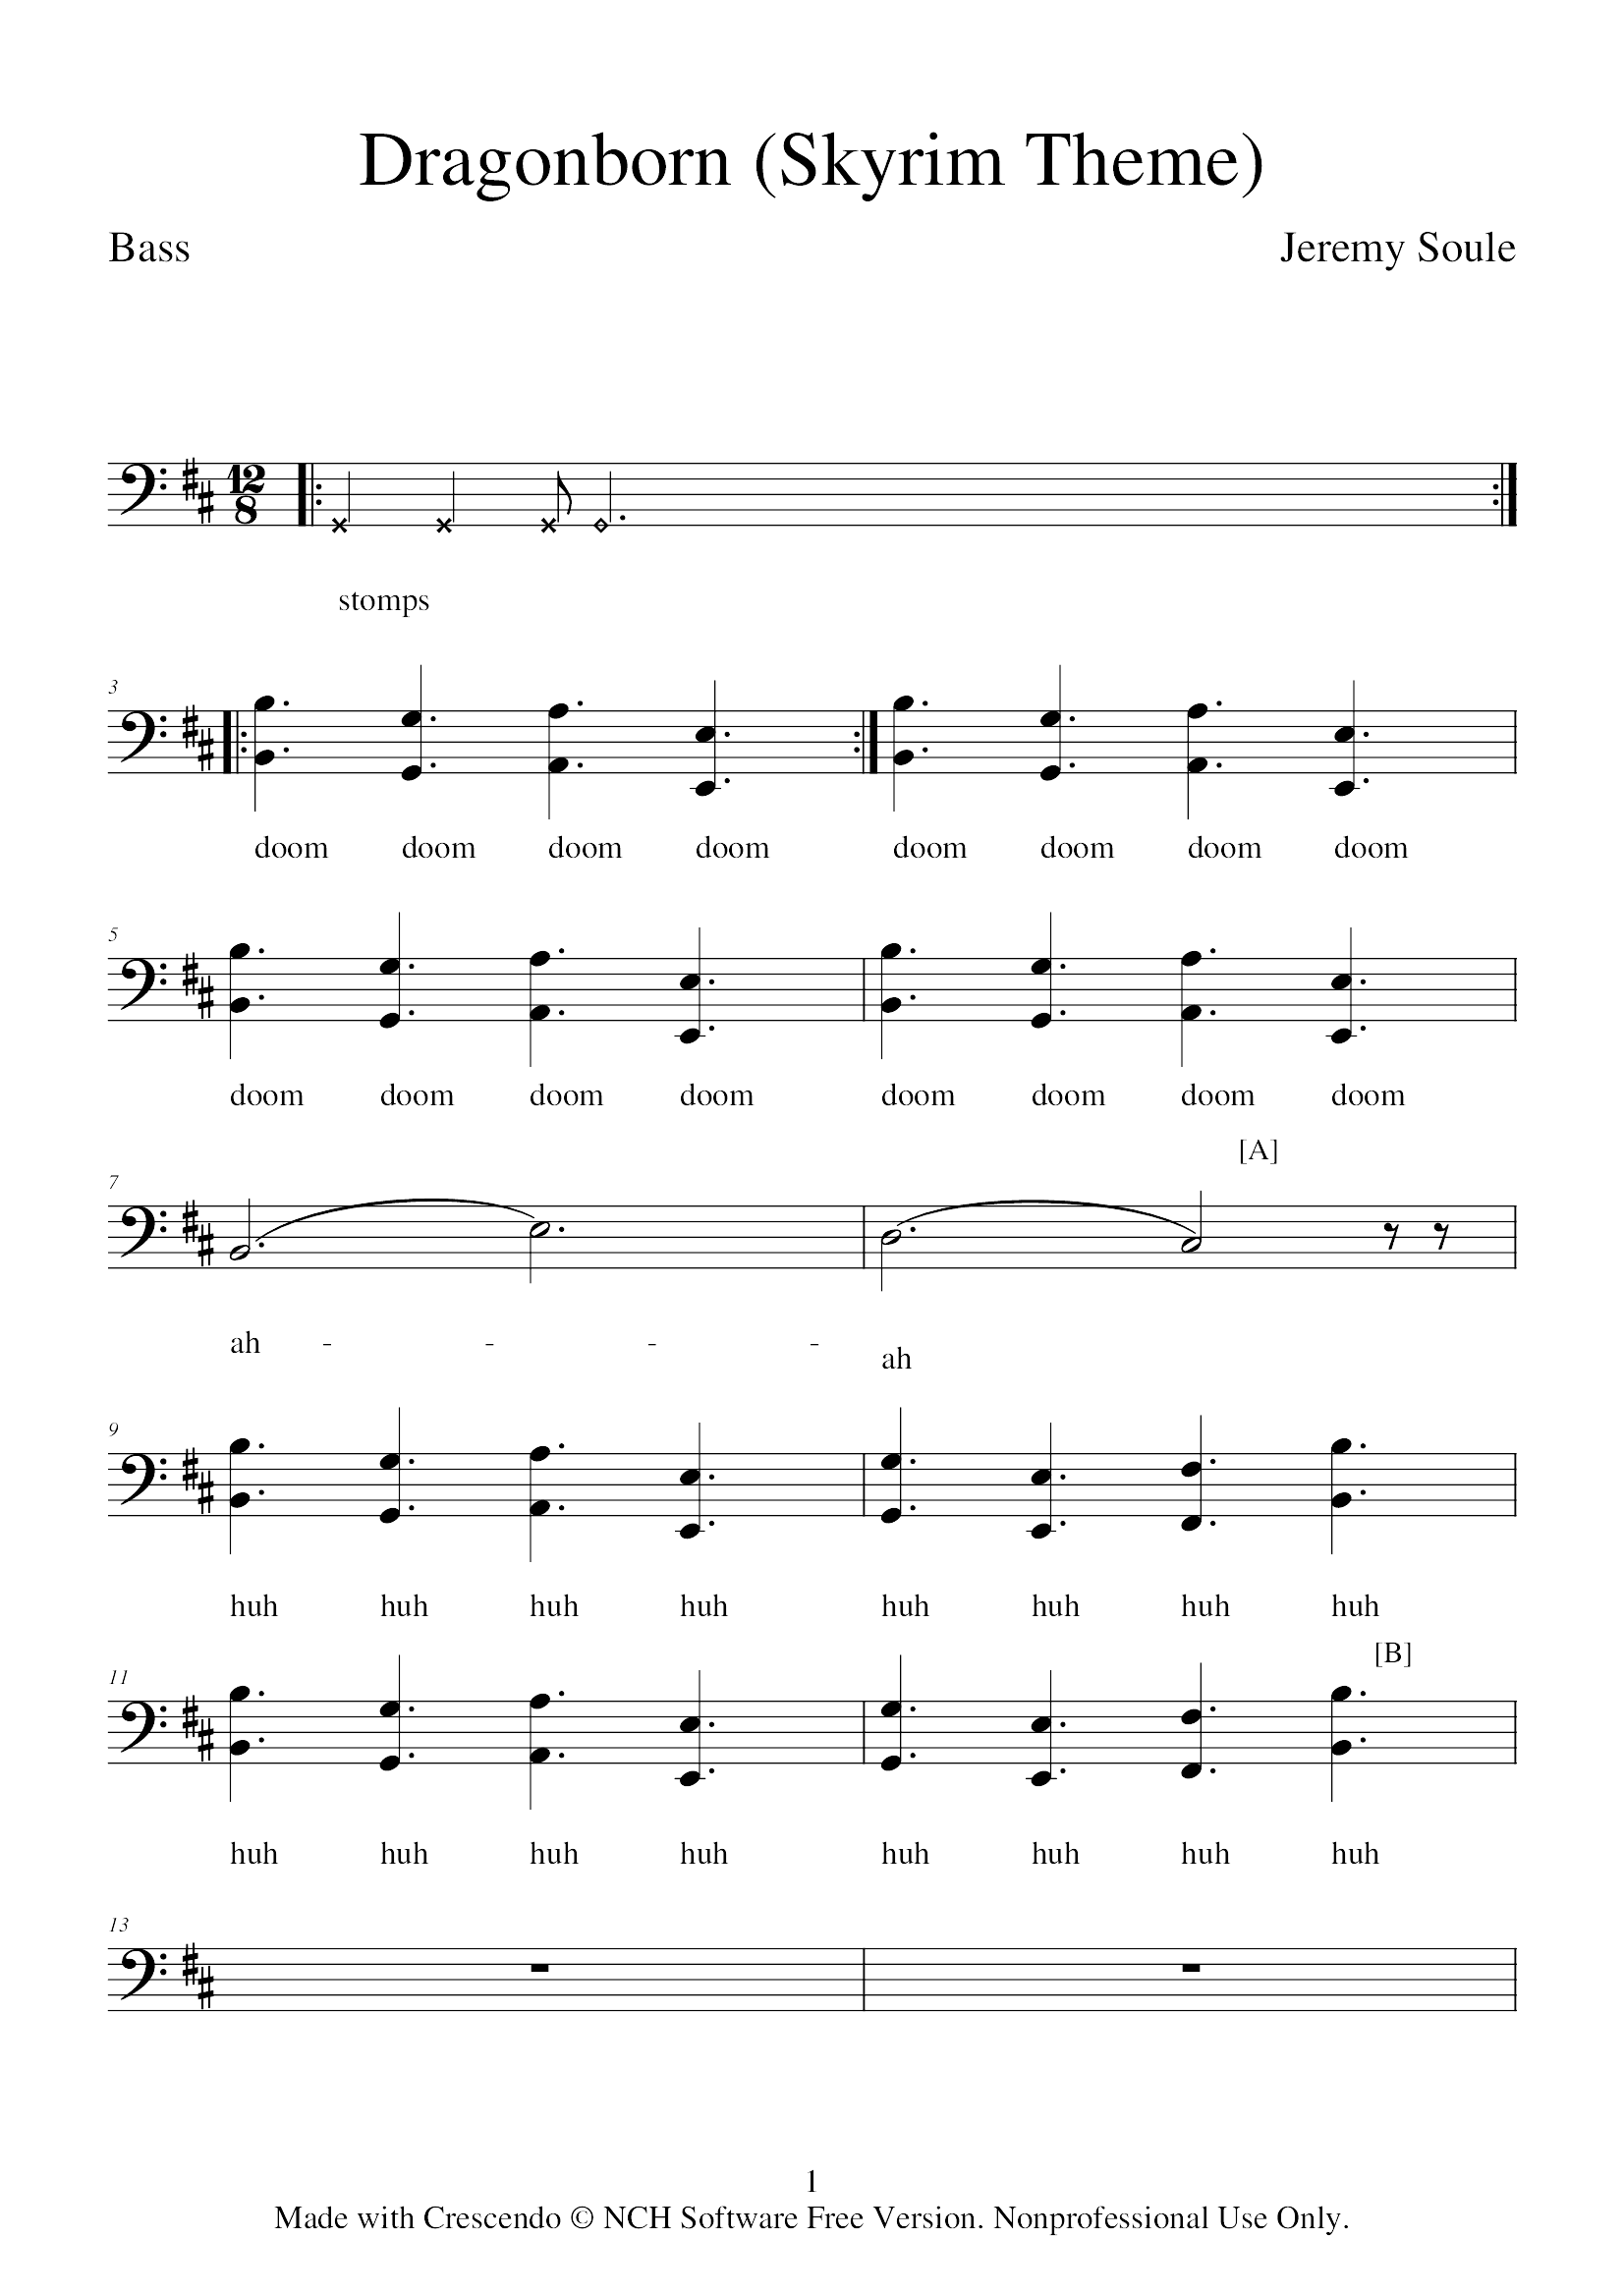 Dragonborn (Skyrim Theme)
Bass Jeremy Soule
12
8
stomps
3
doom doom doom doom doom doom doom doom
5
doom doom doom doom doom doom doom doom
[A]
7
ah - - - -
ah
9
huh huh huh huh huh huh huh huh
[B]
11
huh huh huh huh huh huh huh huh
13
1
Made with Crescendo © NCH Software Free Version. Nonprofessional Use Only.